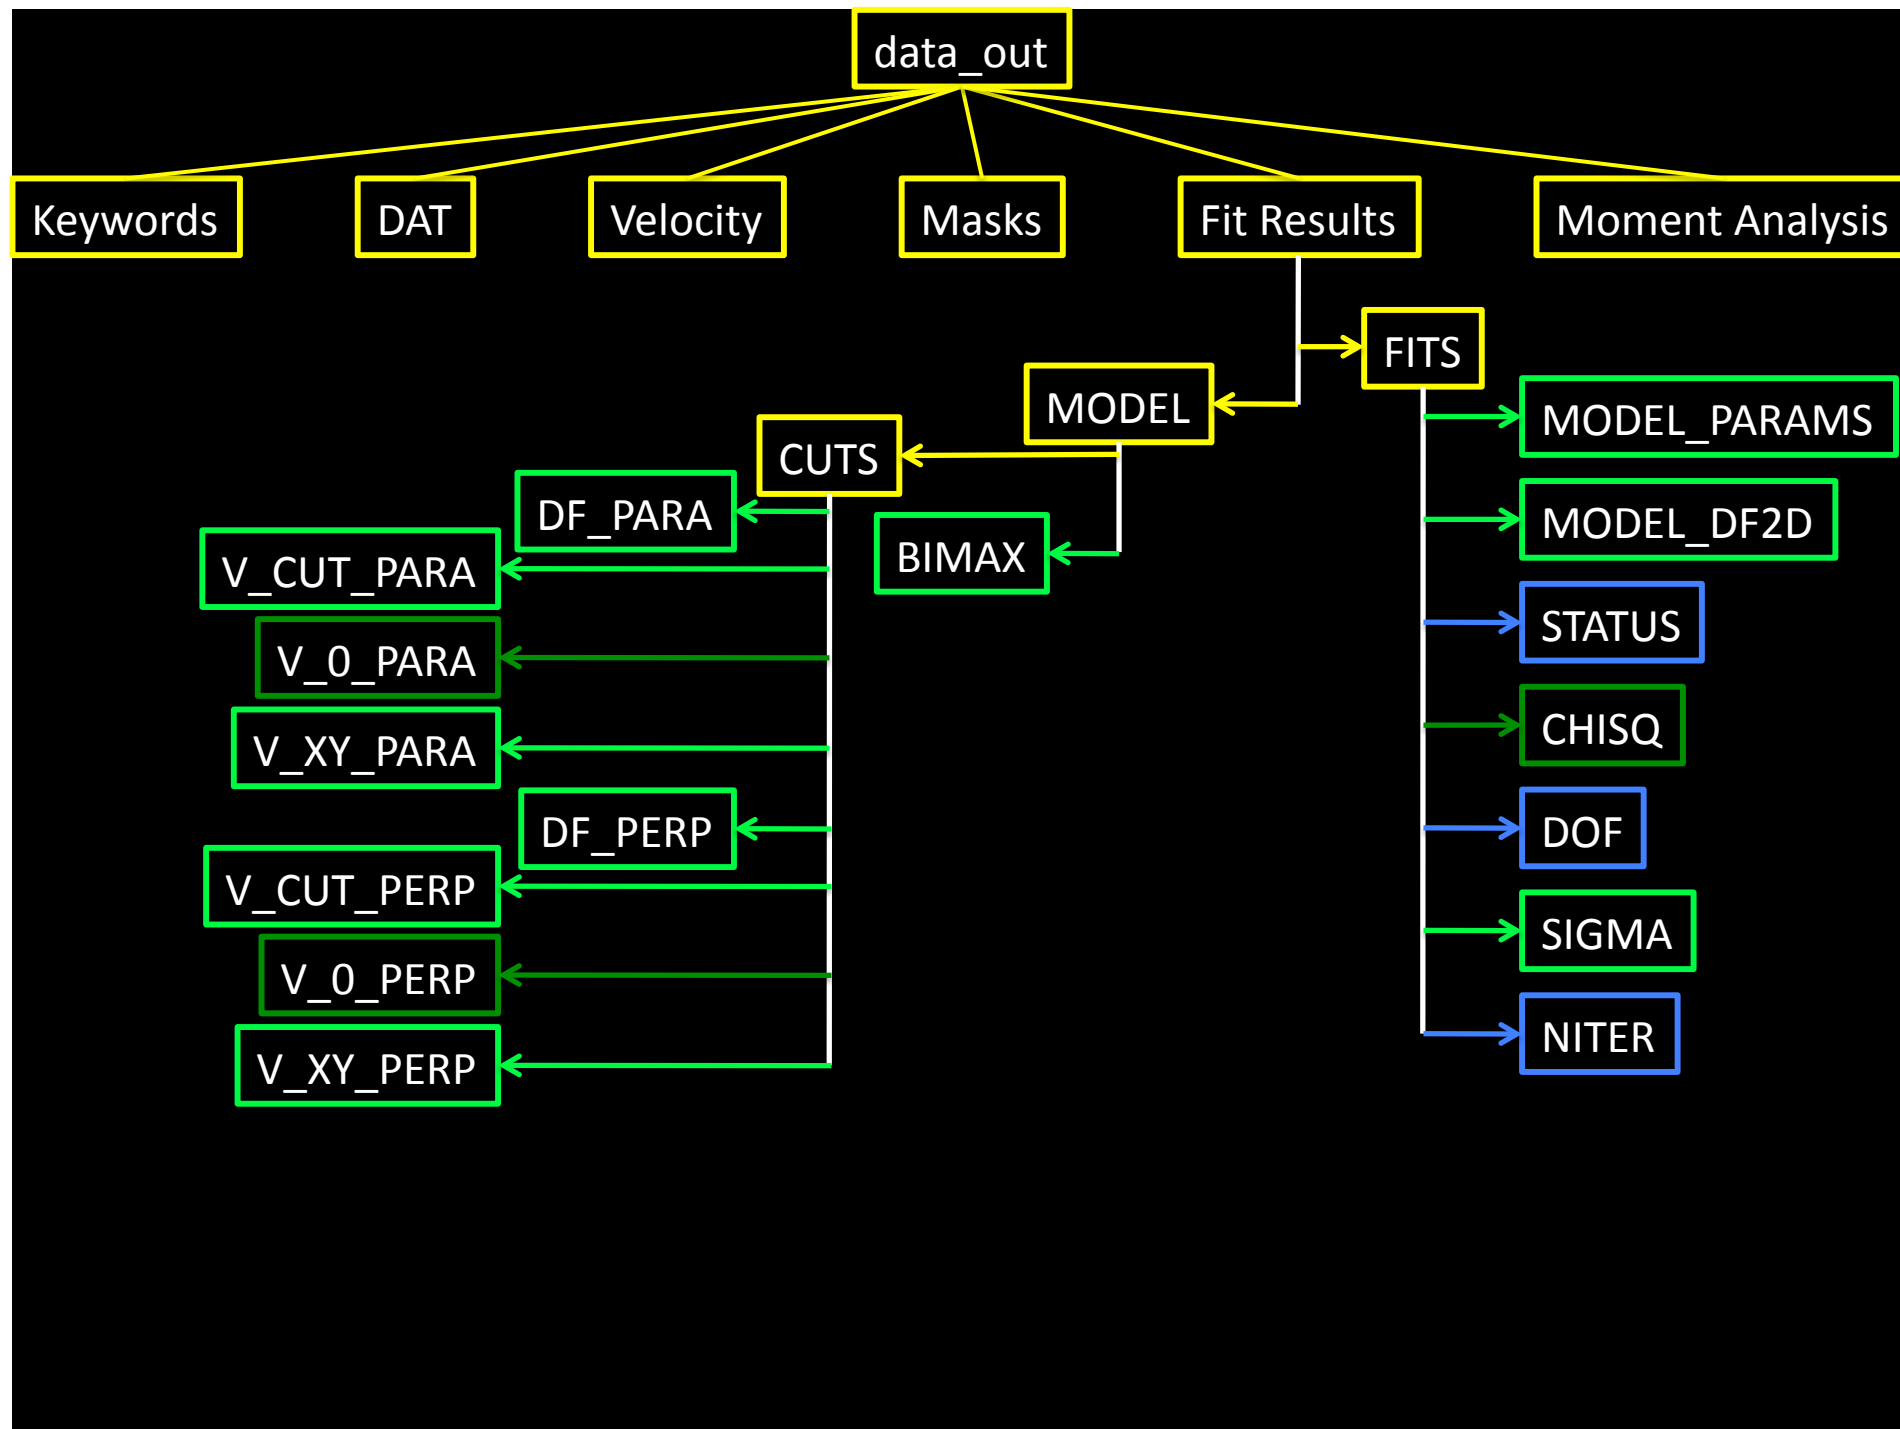 data_out
Keywords
DAT
Velocity
Masks
Fit Results
Moment Analysis
FITS
MODEL
CUTS
BIMAX
DF_PARA
V_CUT_PARA
V_0_PARA
V_XY_PARA
DF_PERP
V_CUT_PERP
V_0_PERP
V_XY_PERP
MODEL_PARAMS
MODEL_DF2D
STATUS
CHISQ
DOF
SIGMA
NITER